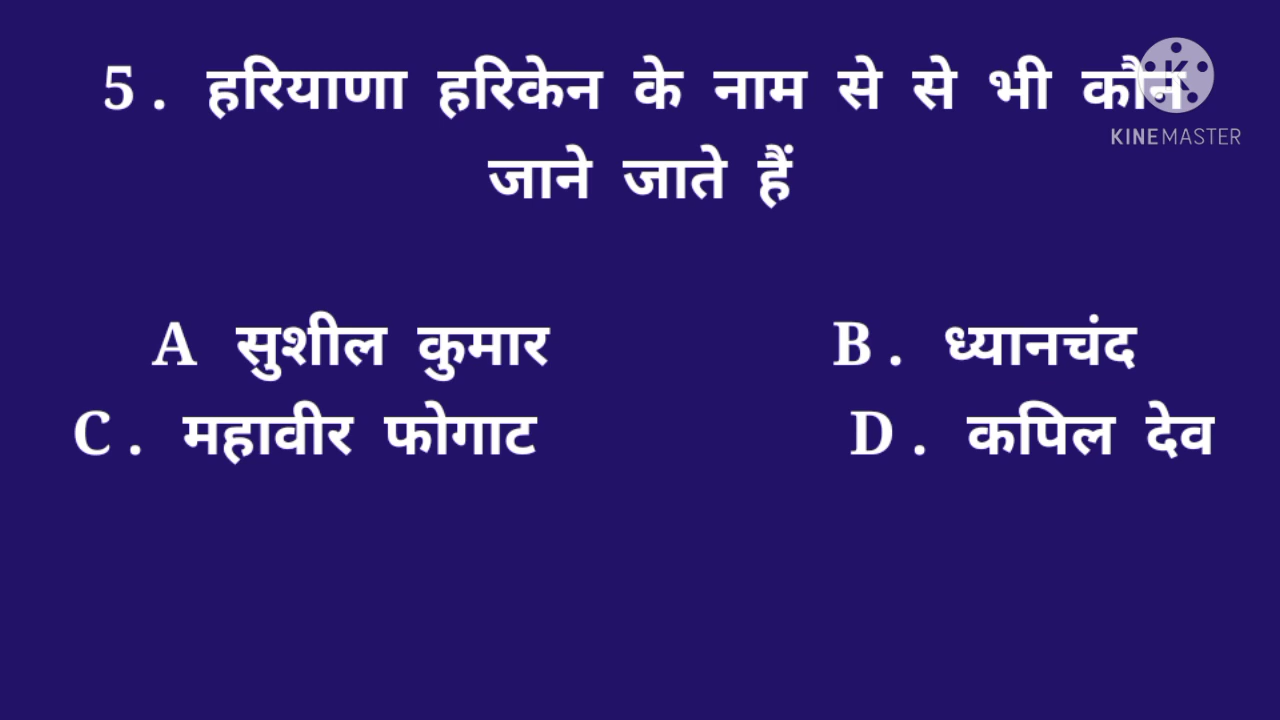 5. हरियाणा हरिकेन के नाम से से भी कौन
KINEMASTER
जाने जाते हैं
A सुशील कुमार B. ध्यानचंद
C. महावीर फोगाट D. कपिल देव